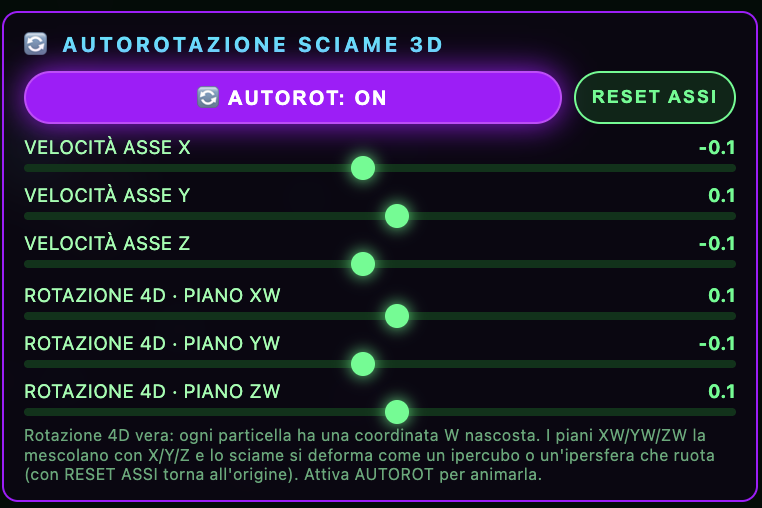 AUTOROTAZIONE SCIAME 3D
AUTOROT: ON
RESET ASSI
VELOCITÀ ASSE X -0.1
VELOCITÀ ASSE Y 0.1
VELOCITÀ ASSE Z -0.1
ROTAZIONE 4D · PIANO XW 0.1
ROTAZIONE 4D · PIANO YW -0.1
ROTAZIONE 4D · PIANO ZW 0.1
Rotazione 4D vera: ogni particella ha una coordinata W nascosta. I piani XW/YW/ZW la
mescolano con X/Y/Z e lo sciame si deforma come un ipercubo o un'ipersfera che ruota
(con RESET ASSI torna all'origine). Attiva AUTOROT per animarla.